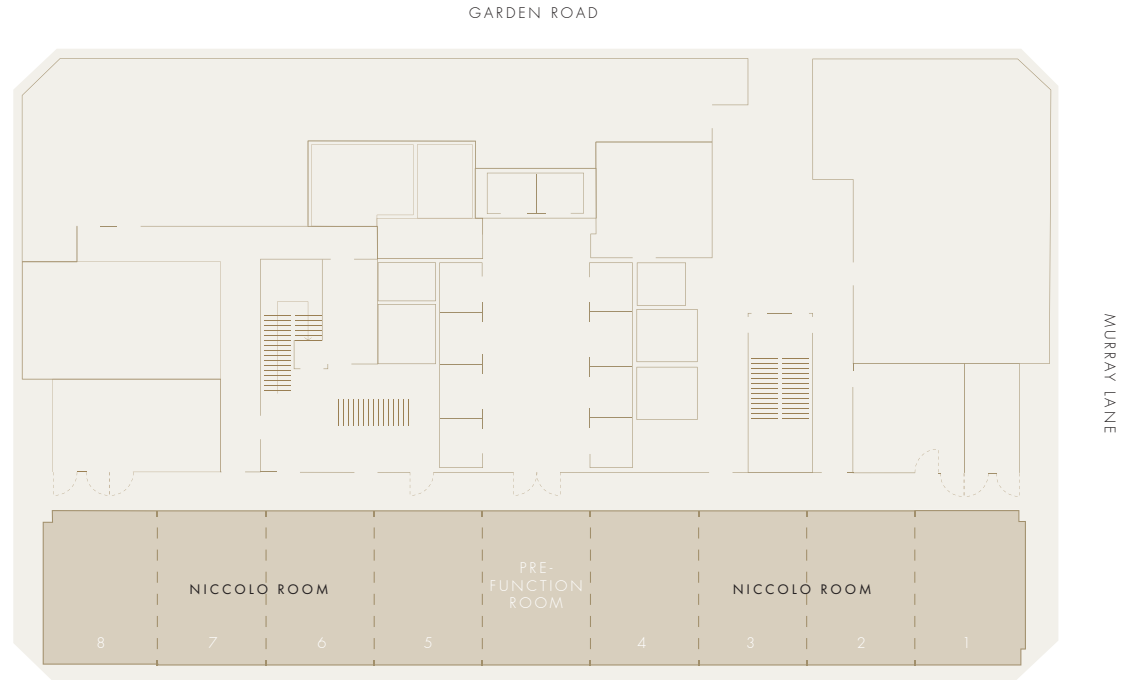 GARDEN ROAD
MURRAY LANE
PRE-
FUNCTION
ROOM
NICCOLO ROOM
NICCOLO ROOM
8 7 6 5 4 3 2 1